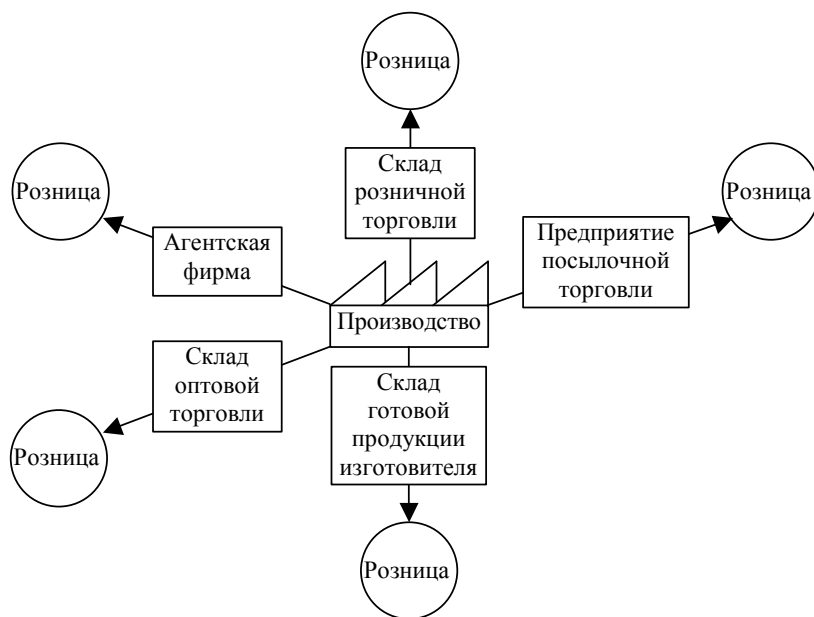 Розница
Склад
розничной
торговли
Розница
Розница
Агентская
фирма
Предприятие
посылочной
торговли
Производство
Склад
оптовой
торговли
Склад
готовой
продукции
изготовителя
Розница
Розница